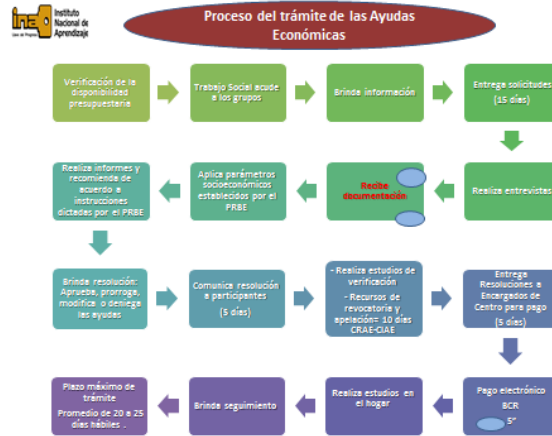 ina
Instituto
Nacional de
Aprendizaje
Proceso del trámite de las Ayudas
Económicas
Verificación de la
disponibilidad
presupuestaria
Trabajo Social acude
a los grupos
Brinda información
Entrega solicitudes
(15 días)
Realiza entrevistas
Recibe
documentación
Aplica parámetros
socioeconómicos
establecidos por el
PRBE
Realiza informes y
recomienda de
acuerdo a
instrucciones
dictadas por el PRBE
Brinda resolución:
Aprueba, prorroga,
modifica o deniega
las ayudas
Comunica resolución
a participantes
(5 días)
- Realiza estudios de
verificación
- Recursos de
revocatoria y
apelación= 10 días
CRAE-CIAE
Entrega
Resoluciones a
Encargados de
Centro para pago
(5 días)
Pago electrónico
BCR
5°
Realiza estudios en
el hogar
Brinda seguimiento
Plazo máximo de
trámite
Promedio de 20 a 25
días hábiles .